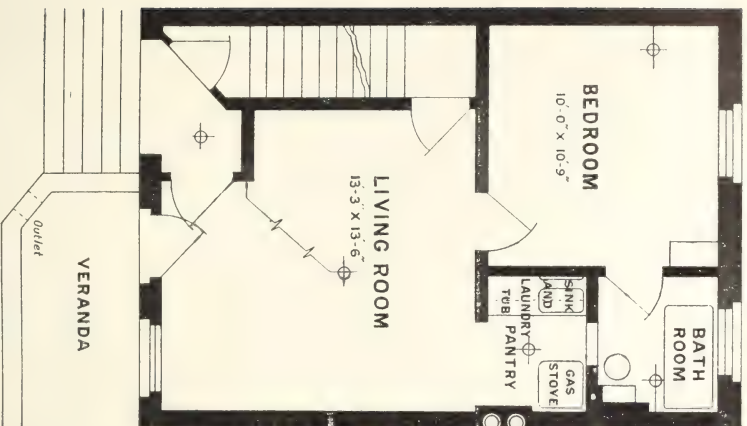 BEDROOM
10'-0" X 10'-9"
LIVING ROOM
13'-3" X 13'-6"
SINK
AND
LAUNDRY
TUB
PANTRY
GAS
STOVE
BATH
ROOM
Outlet
VERANDA